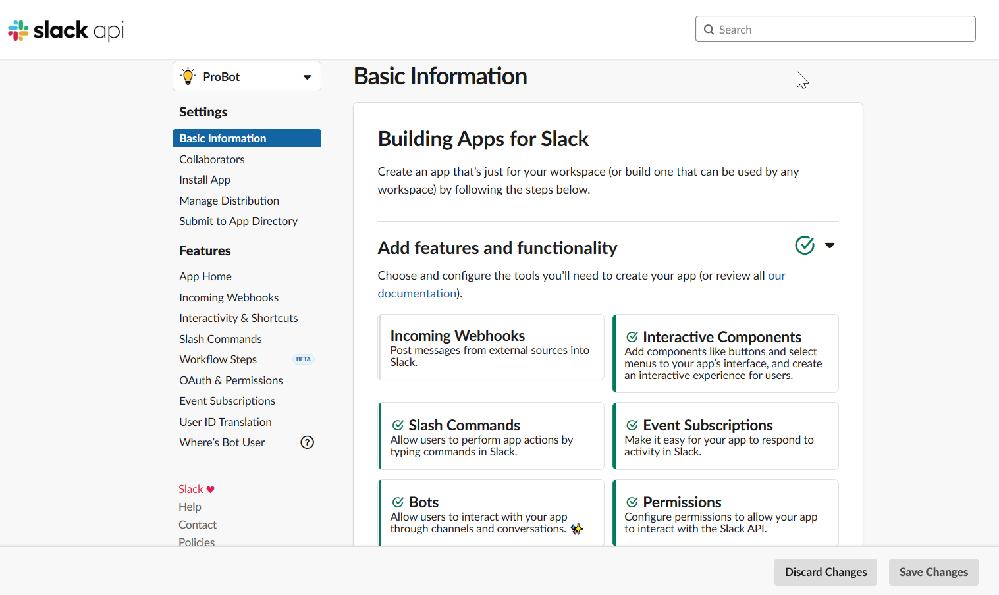 slack api
Search
ProBot
Settings
Basic Information
Collaborators
Install App
Manage Distribution
Submit to App Directory
Features
App Home
Incoming Webhooks
Interactivity & Shortcuts
Slash Commands
Workflow Steps BETA
OAuth & Permissions
Event Subscriptions
User ID Translation
Where's Bot User ?
Slack
Help
Contact
Policies
Basic Information
Building Apps for Slack
Create an app that's just for your workspace (or build one that can be used by any
workspace) by following the steps below.
Add features and functionality
Choose and configure the tools you'll need to create your app (or review all our
documentation).
Incoming Webhooks
Post messages from external sources into
Slack.
Interactive Components
Add components like buttons and select
menus to your app's interface, and create
an interactive experience for users.
Slash Commands
Allow users to perform app actions by
typing commands in Slack.
Event Subscriptions
Make it easy for your app to respond to
activity in Slack.
Bots
Allow users to interact with your app
through channels and conversations.
Permissions
Configure permissions to allow your app
to interact with the Slack API.
Discard Changes
Save Changes